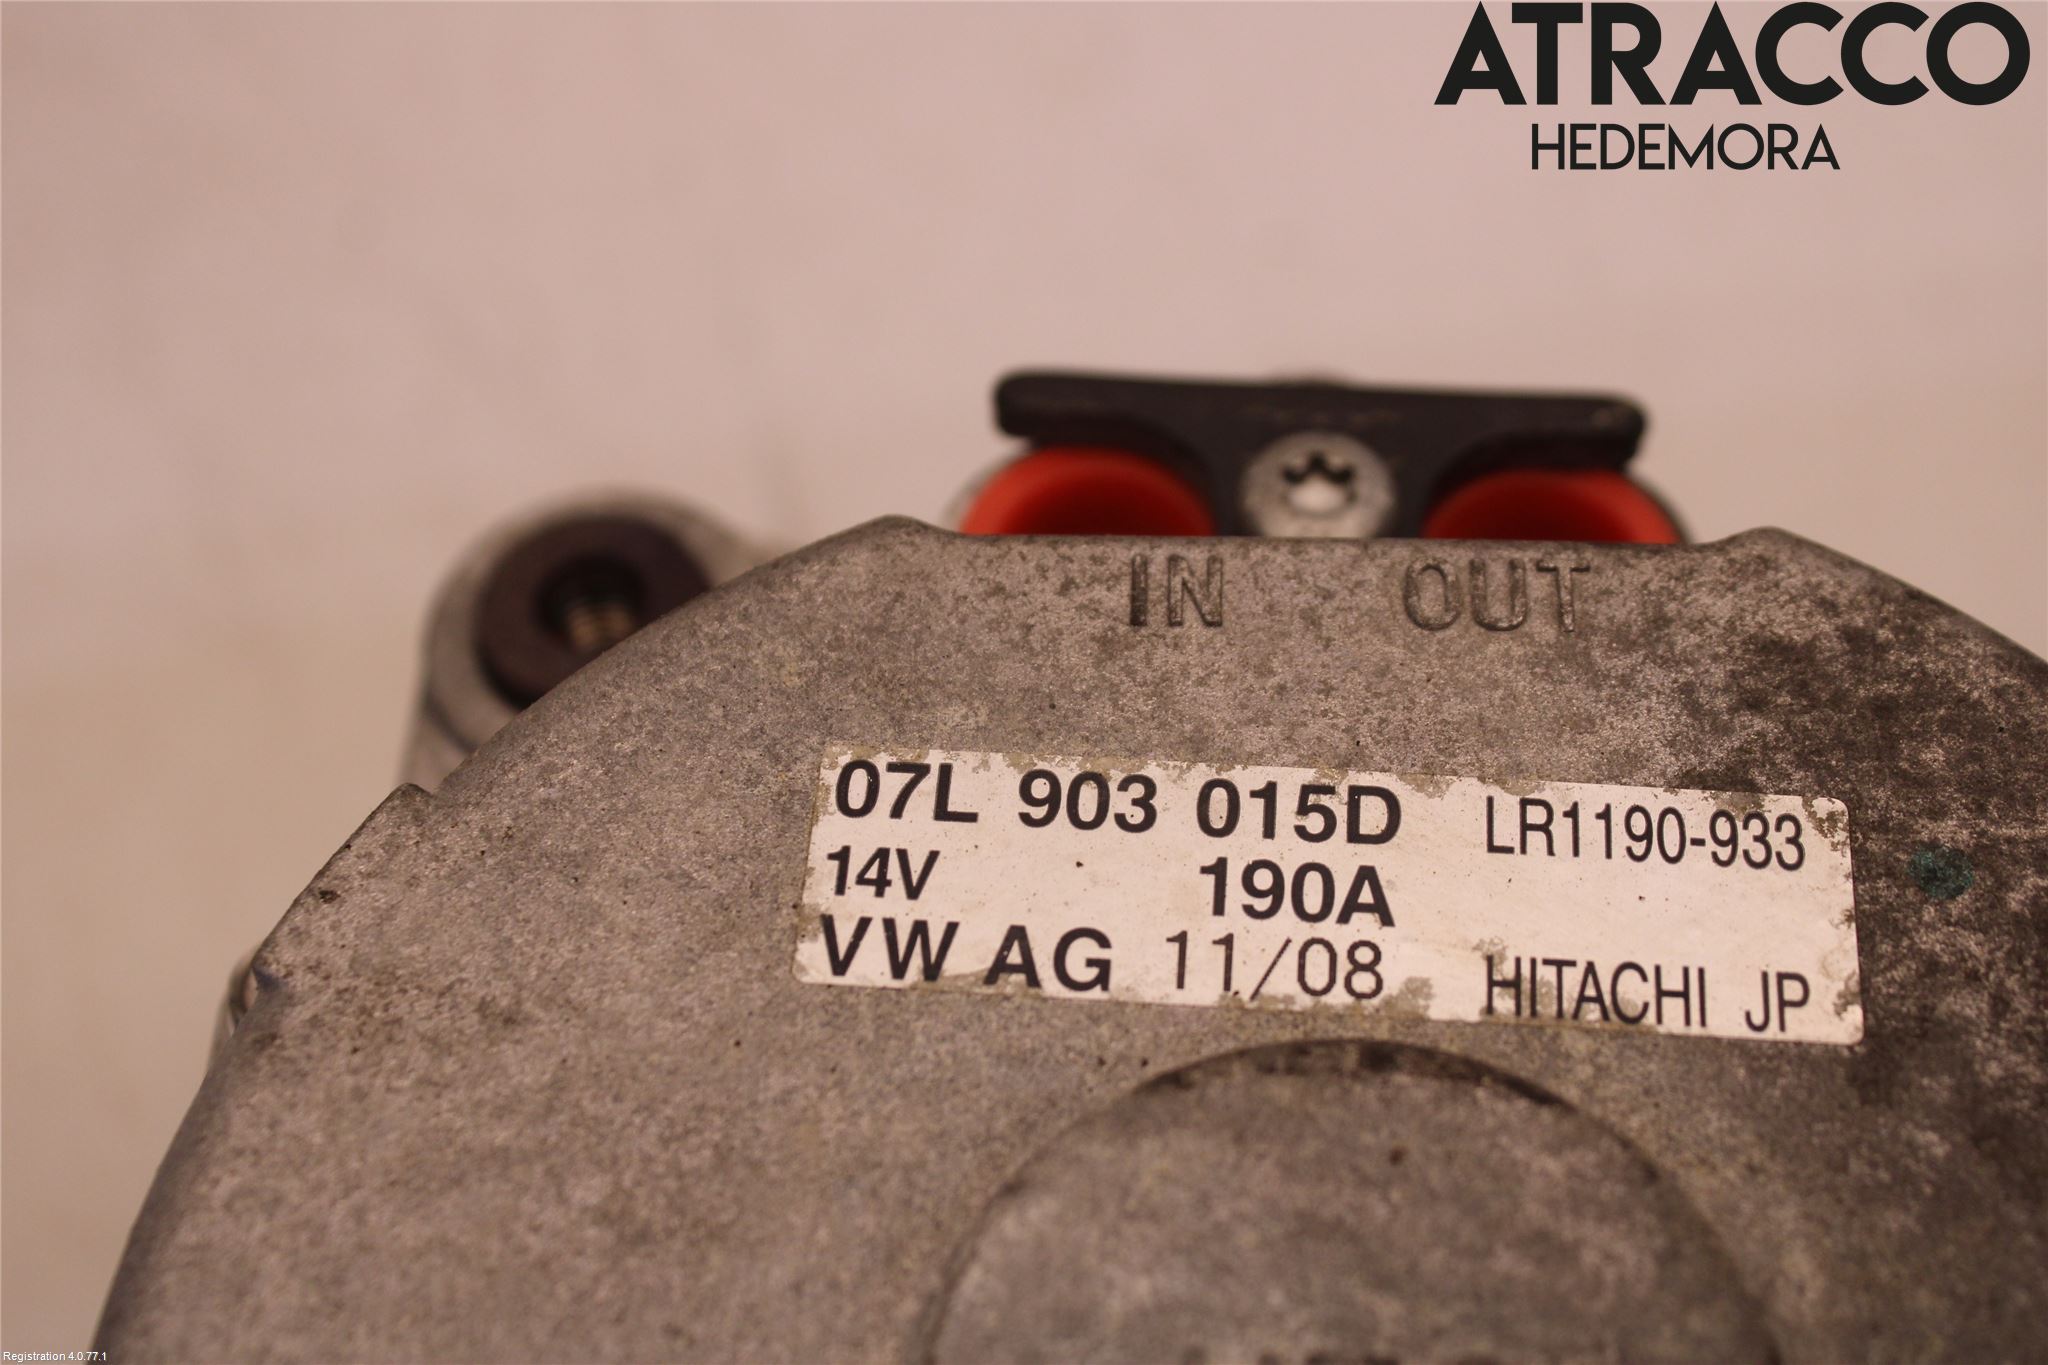 ATRACCO
HEDEMORA
IN OUT
07L 903 015D LR1190-933
14V 190A
VW AG 11/08 HITACHI JP
Registration 4.0.77.1